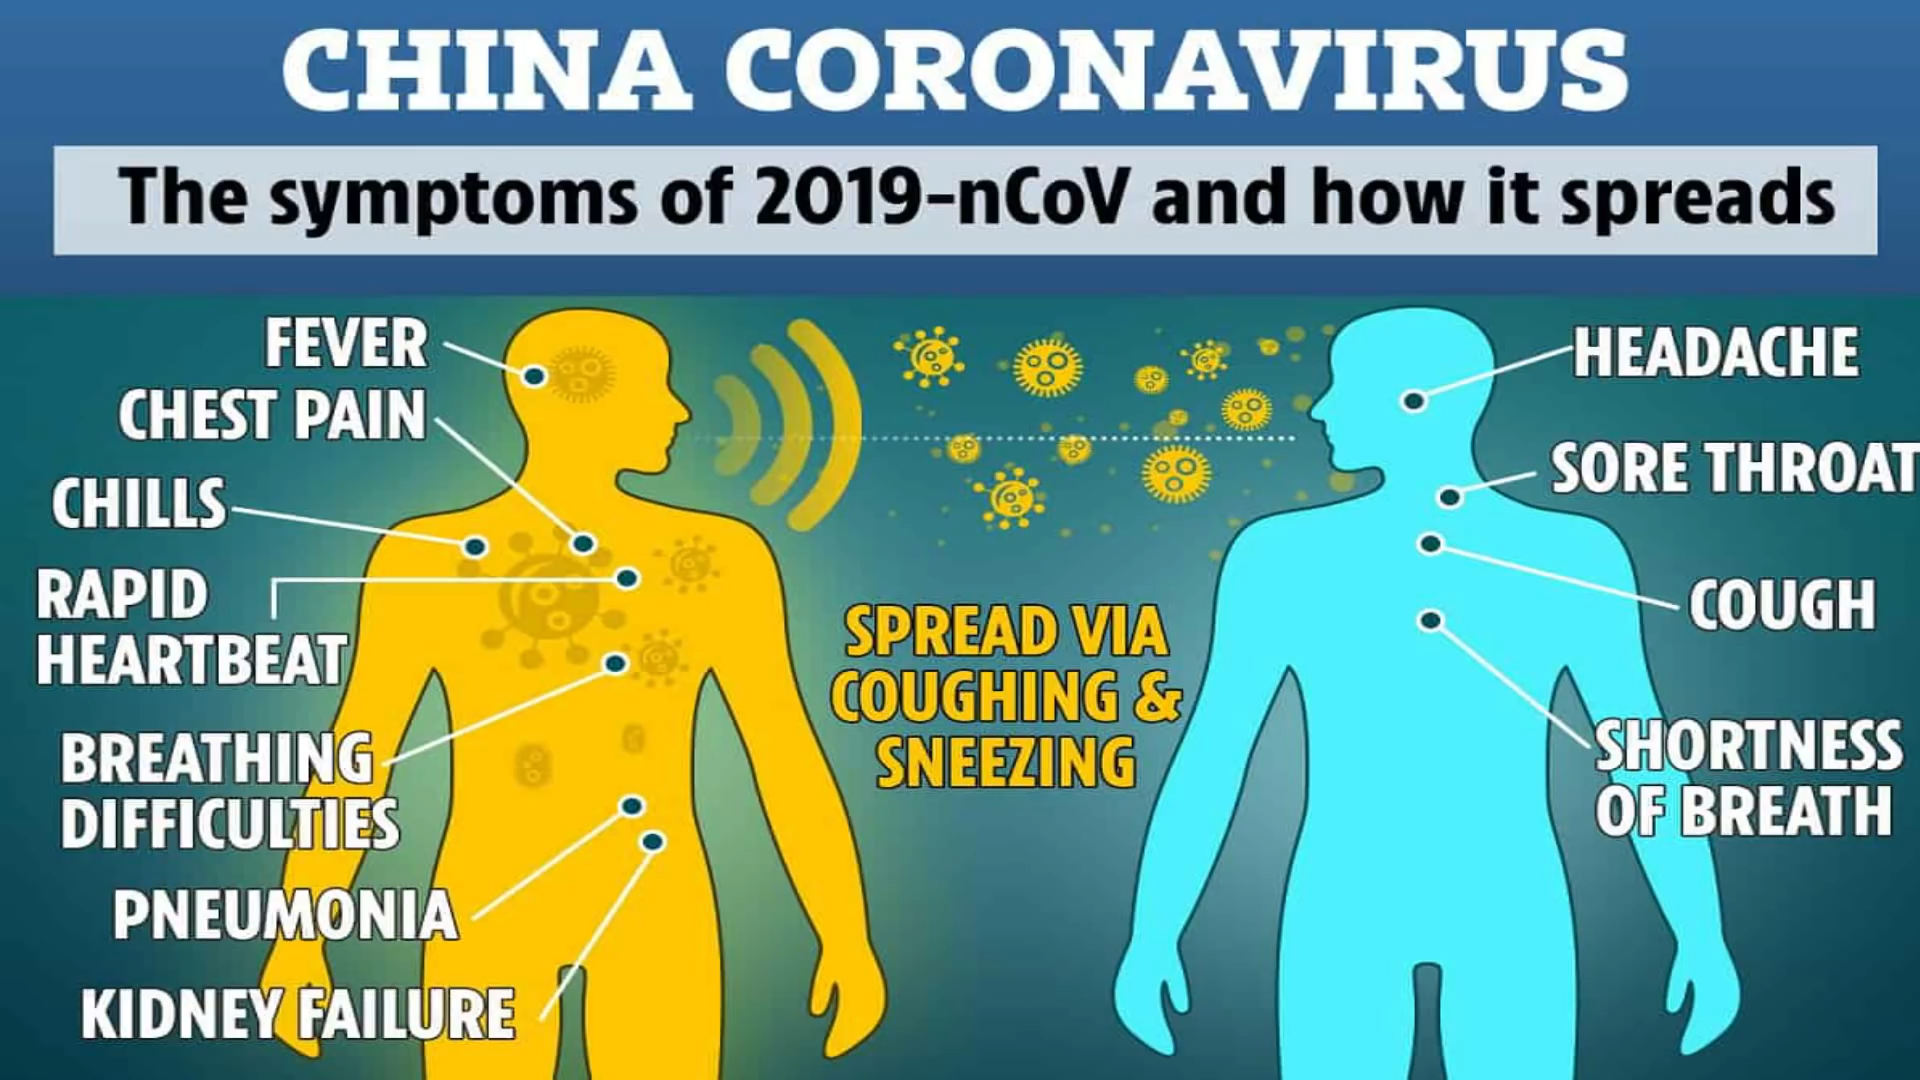 CHINA CORONAVIRUS
The symptoms of 2019-nCoV and how it spreads
FEVER
CHEST PAIN
CHILLS
RAPID
HEARTBEAT
BREATHING
DIFFICULTIES
PNEUMONIA
KIDNEY FAILURE
SPREAD VIA
COUGHING &
SNEEZING
HEADACHE
SORE THROAT
COUGH
SHORTNESS
OF BREATH